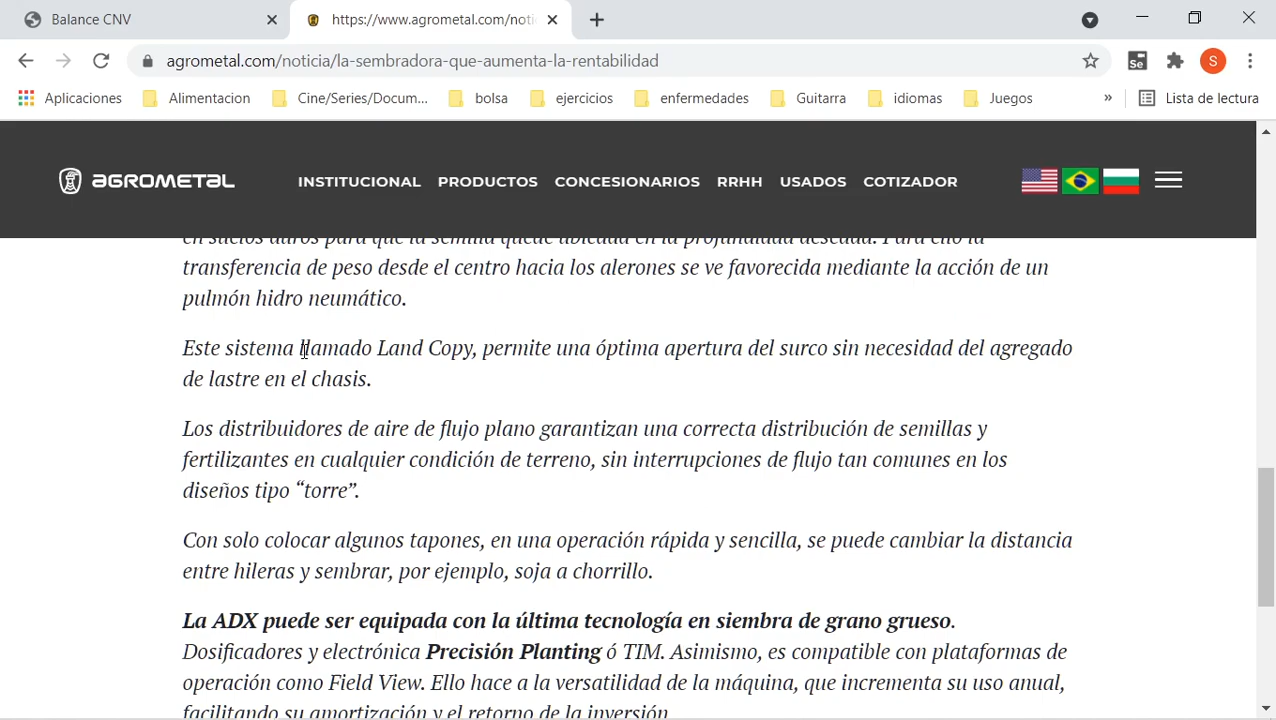 Balance CNV
https://www.agrometal.com/noti
agrometal.com/noticia/la-sembradora-que-aumenta-la-rentabilidad
Se
S
Aplicaciones
Alimentacion
Cine/Series/Docum...
bolsa
ejercicios
enfermedades
Guitarra
idiomas
Juegos
»
Lista de lectura
AGROMETAL
INSTITUCIONAL
PRODUCTOS
CONCESIONARIOS
RRHH
USADOS
COTIZADOR
en suelos duros para que la semilla quede ubicada en la profundidad deseada. Para ello la
transferencia de peso desde el centro hacia los alerones se ve favorecida mediante la acción de un
pulmón hidro neumático.
Este sistema llamado Land Copy, permite una óptima apertura del surco sin necesidad del agregado
de lastre en el chasis.
Los distribuidores de aire de flujo plano garantizan una correcta distribución de semillas y
fertilizantes en cualquier condición de terreno, sin interrupciones de flujo tan comunes en los
diseños tipo “torre”.
Con solo colocar algunos tapones, en una operación rápida y sencilla, se puede cambiar la distancia
entre hileras y sembrar, por ejemplo, soja a chorrillo.
La ADX puede ser equipada con la última tecnología en siembra de grano grueso.
Dosificadores y electrónica Precisión Planting ó TIM. Asimismo, es compatible con plataformas de
operación como Field View. Ello hace a la versatilidad de la máquina, que incrementa su uso anual,
facilitando su amortización y el retorno de la inversión